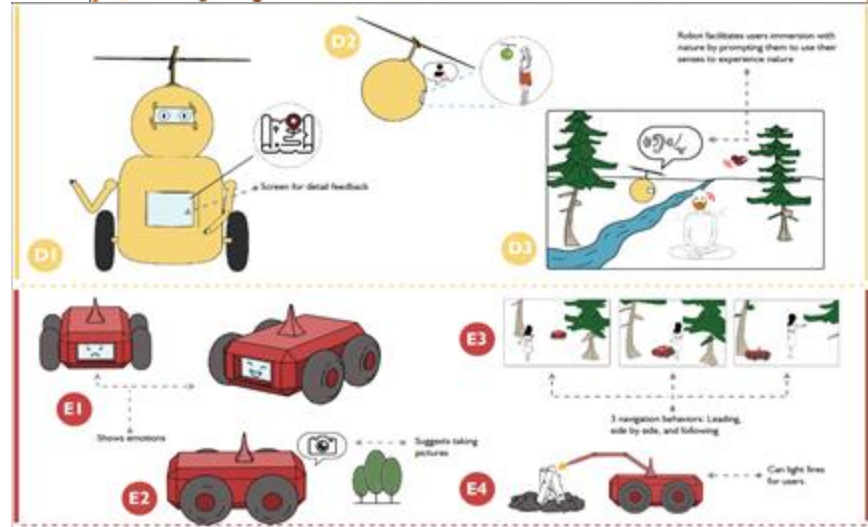 D2
Robot facilitates users immersion with
nature by prompting them to use their
senses to experience nature
Screen for detail feedback
D1
D3
E1
Shows emotions
E2
Suggests taking
pictures
E3
3 navigation behaviors: Leading,
side by side, and following
E4
Can light fires
for users.